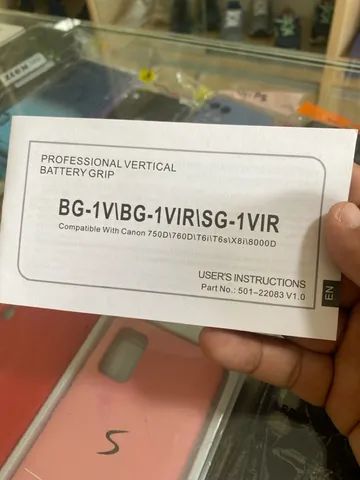 PROFESSIONAL VERTICAL
BATTERY GRIP
BG-1V\BG-1VIR\SG-1VIR
Compatible With Canon 750D\760D\T6i\T6s\X8i\8000D
USER'S INSTRUCTIONS
Part No.: 501-22083 V1.0
EN
S